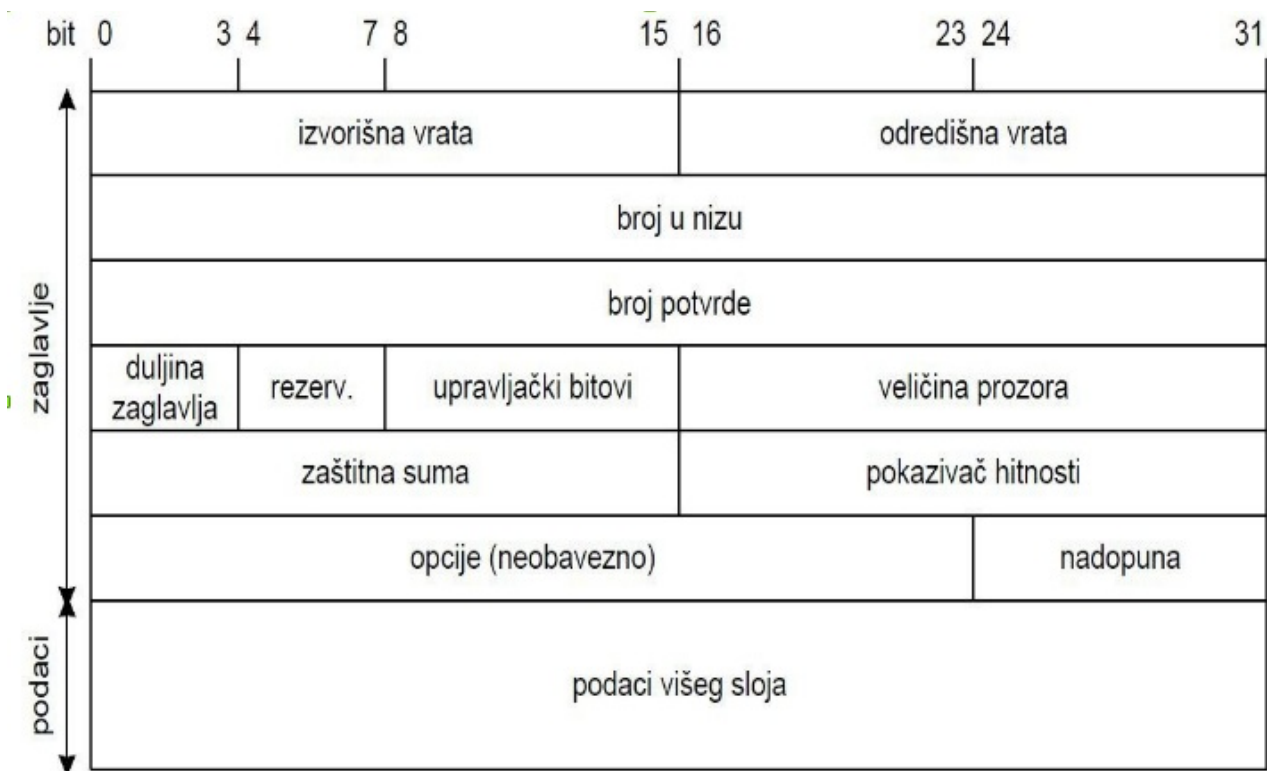 bit 0 3 4 7 8 15 16 23 24 31
izvorišna vrata odredišna vrata
broj u nizu
broj potvrde
duljina
zaglavlja
rezerv. upravljački bitovi veličina prozora
zaštitna suma pokazivač hitnosti
opcije (neobavezno) nadopuna
podaci višeg sloja
zaglavlje
podaci